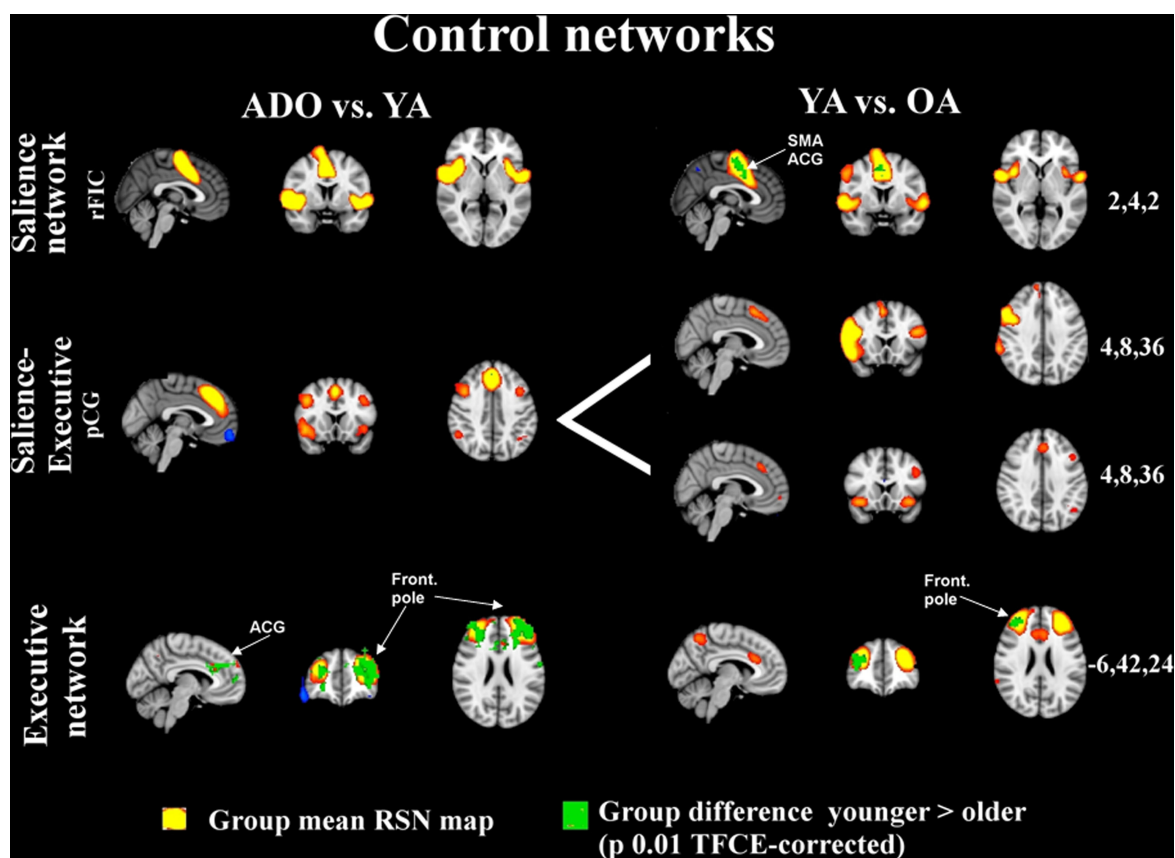 Control networks
ADO vs. YA
YA vs. OA
Salience
network
rFIC
SMA
ACG
2,4,2
Salience-
Executive
pCG
4,8,36
4,8,36
Executive
network
ACG
Front.
pole
Front.
pole
-6,42,24
Group mean RSN map
Group difference younger > older
(p 0.01 TFCE-corrected)